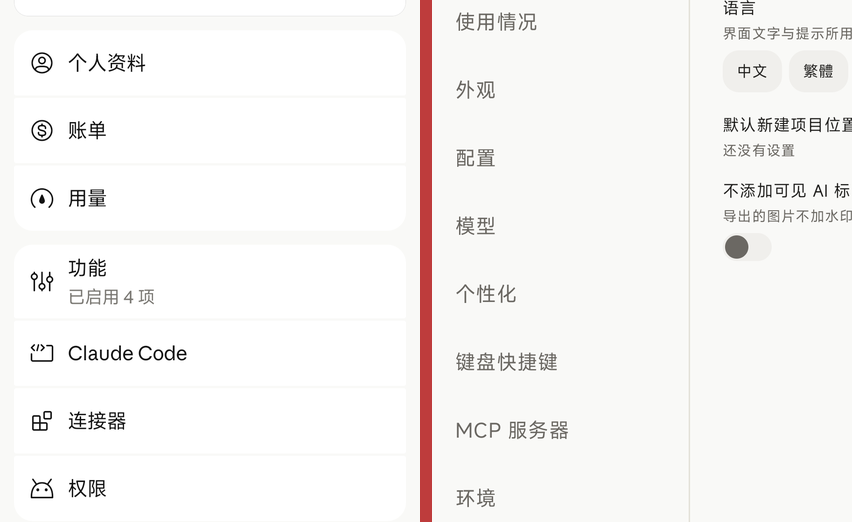 个人资料
账单
用量
功能
已启用 4 项
Claude Code
连接器
权限
使用情况
外观
配置
模型
个性化
键盘快捷键
MCP 服务器
环境
语言
界面文字与提示所用
中文
繁體
默认新建项目位置
还没有设置
不添加可见 AI 标
导出的图片不加水印